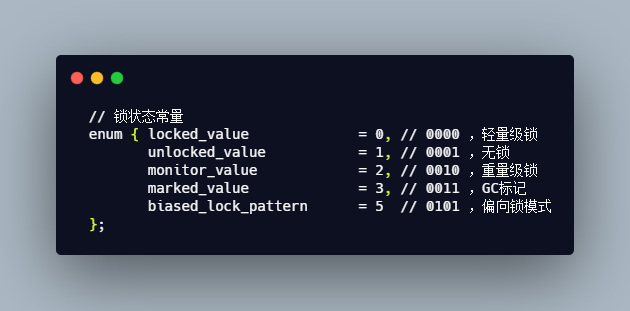 // 锁状态常量
enum { locked_value             = 0, // 0000 ，轻量级锁
       unlocked_value           = 1, // 0001 ，无锁
       monitor_value            = 2, // 0010 ，重量级锁
       marked_value             = 3, // 0011 ，GC标记
       biased_lock_pattern      = 5  // 0101 ，偏向锁模式
};